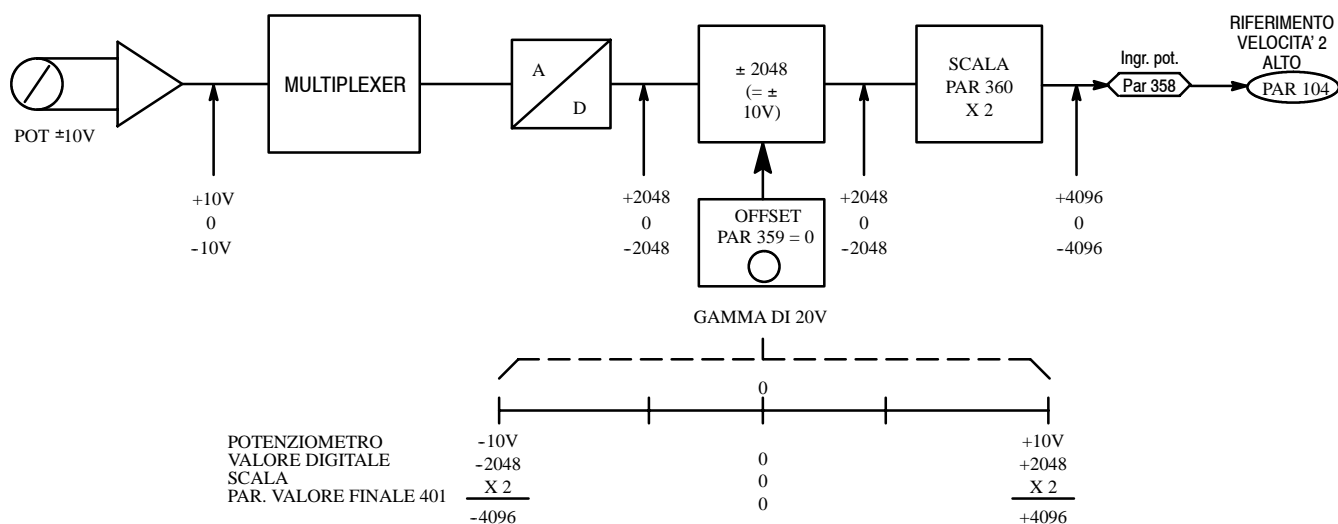 RIFERIMENTO
VELOCITA' 2
ALTO
PAR 104
Ingr. pot.
Par 358
POT ±10V
MULTIPLEXER
A
D
± 2048
(= ±
10V)
SCALA
PAR 360
X 2
+10V
0
-10V
+2048
0
-2048
OFFSET
PAR 359 = 0
+2048
0
-2048
+4096
0
-4096
GAMMA DI 20V
0
POTENZIOMETRO -10V +10V
VALORE DIGITALE -2048 0 +2048
SCALA X 2 0 X 2
PAR. VALORE FINALE 401 -4096 0 +4096